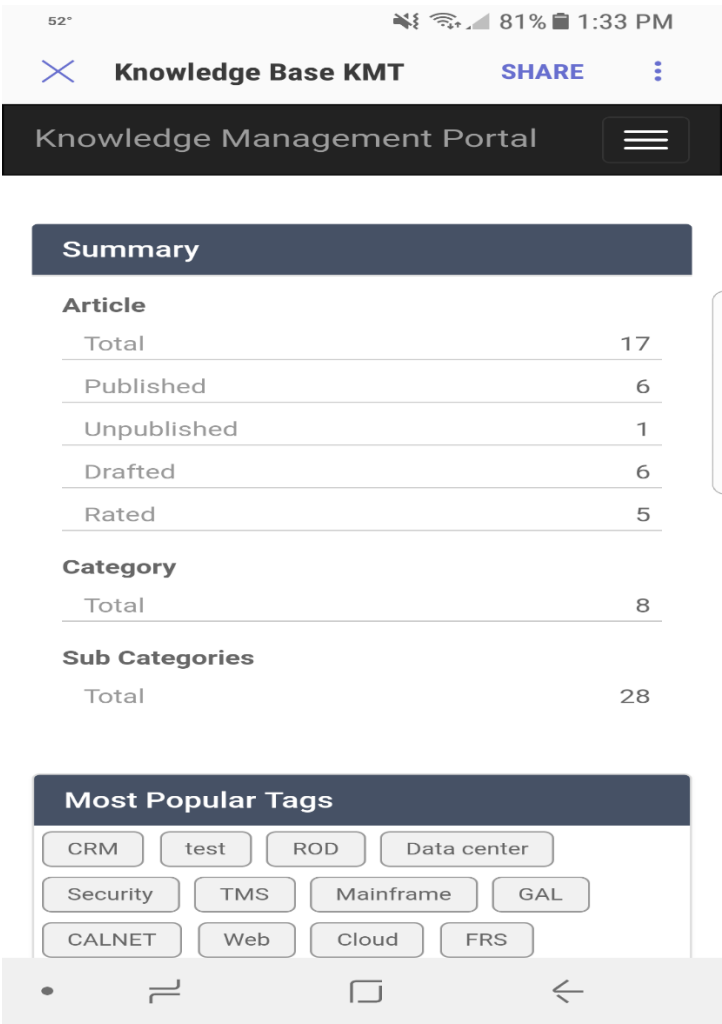 52° 81% 1:33 PM
Knowledge Base KMT SHARE
Knowledge Management Portal
Summary
Article
Total 17
Published 6
Unpublished 1
Drafted 6
Rated 5
Category
Total 8
Sub Categories
Total 28
Most Popular Tags
CRM test ROD Data center
Security TMS Mainframe GAL
CALNET Web Cloud FRS